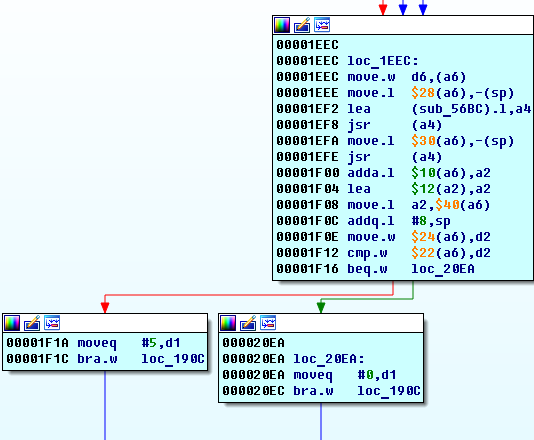 00001EEC
00001EEC loc_1EEC:
00001EEC move.w d6,(a6)
00001EEE move.l $28(a6),-(sp)
00001EF2 lea (sub_56BC).l,a4
00001EF8 jsr (a4)
00001EFA move.l $30(a6),-(sp)
00001EFE jsr (a4)
00001F00 adda.l $10(a6),a2
00001F04 lea $12(a2),a2
00001F08 move.l a2,$40(a6)
00001F0C addq.l #8,sp
00001F0E move.w $24(a6),d2
00001F12 cmp.w $22(a6),d2
00001F16 beq.w loc_20EA
00001F1A moveq #5,d1
00001F1C bra.w loc_190C
000020EA
000020EA loc_20EA:
000020EA moveq #0,d1
000020EC bra.w loc_190C